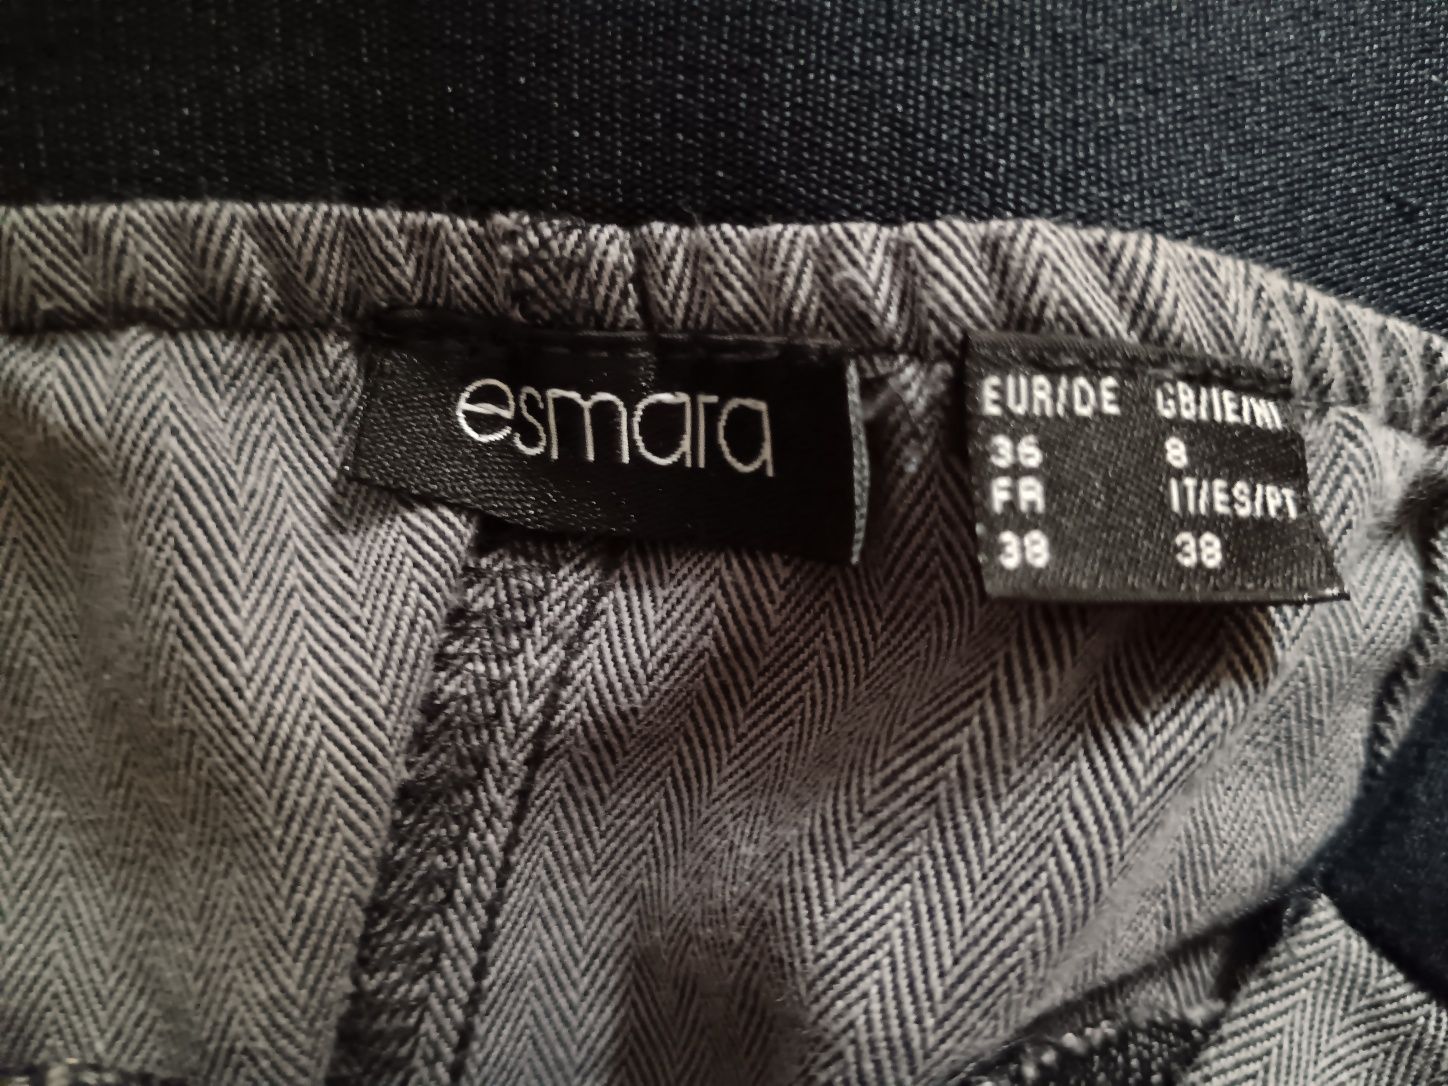 esmara
EUR/DE GB/IE/NI
36 8
FR IT/ES/PT
38 38